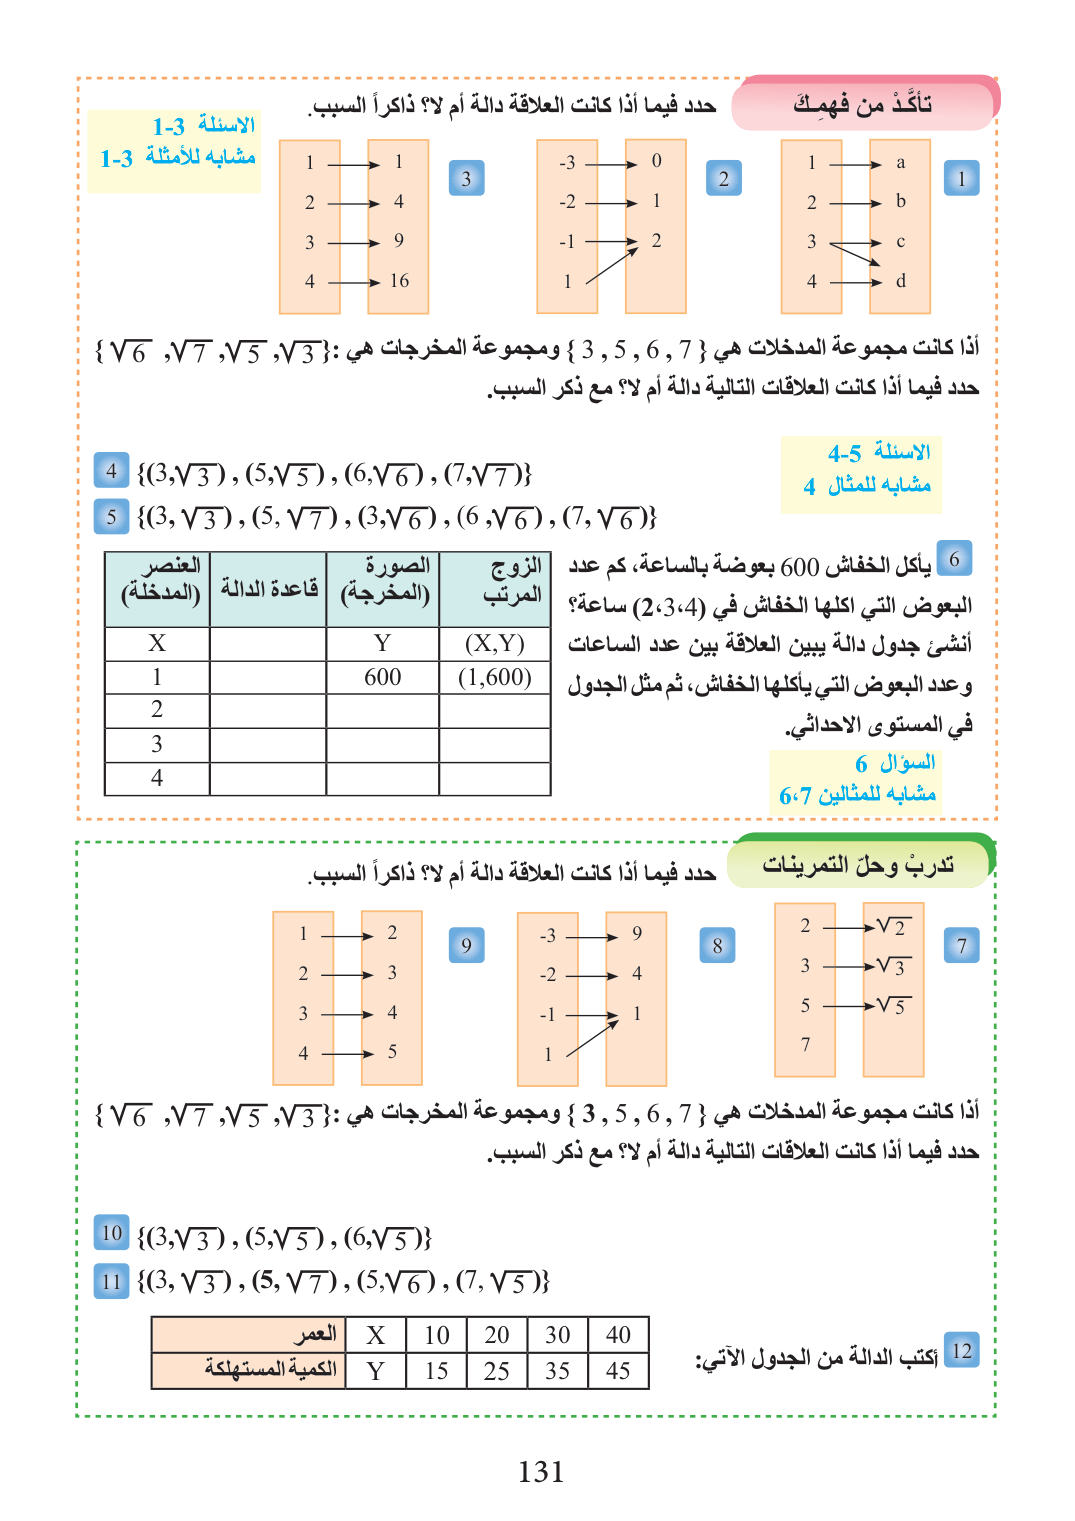 تأكَّـدْ من فهمِـكَ
حدد فيما أذا كانت العلاقة دالة أم لا؟ ذاكراً السبب.
الاسئلة 3-1
مشابه للأمثلة 3-1
1
1 a
2 b
3 c
4 d
2
-3 0
-2 1
-1 2
1
3
1 1
2 4
3 9
4 16
أذا كانت مجموعة المدخلات هي { 3 , 5 , 6 , 7 } ومجموعة المخرجات هي :{√3, √5, √7, √6 }
حدد فيما أذا كانت العلاقات التالية دالة أم لا؟ مع ذكر السبب.
الاسئلة 5-4
مشابه للمثال 4
4 {(3,√3) , (5,√5) , (6,√6) , (7,√7)}
5 {(3, √3) , (5, √7) , (3,√6) , (6 ,√6) , (7, √6)}
6 يأكل الخفاش 600 بعوضة بالساعة، كم عدد
البعوض التي اكلها الخفاش في (2،3،4) ساعة؟
أنشئ جدول دالة يبين العلاقة بين عدد الساعات
وعدد البعوض التي يأكلها الخفاش، ثم مثل الجدول
في المستوى الاحداثي.
السؤال 6
مشابه للمثالين 6،7
العنصر (المدخلة) قاعدة الدالة الصورة (المخرجة) الزوج المرتب
X Y (X,Y)
1 600 (1,600)
2
3
4
تدربْ وحلّ التمرينات
حدد فيما أذا كانت العلاقة دالة أم لا؟ ذاكراً السبب.
7
2 √2
3 √3
5 √5
7
8
-3 9
-2 4
-1 1
1
9
1 2
2 3
3 4
4 5
أذا كانت مجموعة المدخلات هي { 3 , 5 , 6 , 7 } ومجموعة المخرجات هي :{√3, √5, √7, √6 }
حدد فيما أذا كانت العلاقات التالية دالة أم لا؟ مع ذكر السبب.
10 {(3,√3) , (5,√5) , (6,√5)}
11 {(3, √3) , (5, √7) , (5,√6) , (7, √5)}
12 أكتب الدالة من الجدول الآتي:
العمر X 10 20 30 40
الكمية المستهلكة Y 15 25 35 45
131